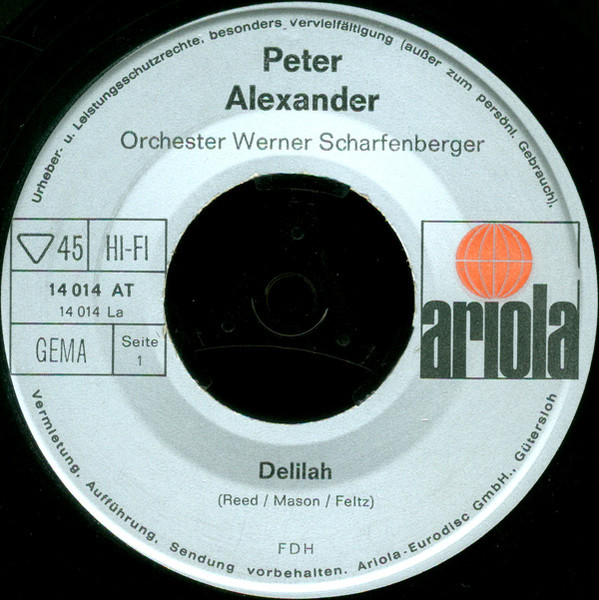 Urheber- u. Leistungsschutzrechte, besonders vervielfältigung (außer zum persönl. Gebrauch),
Peter
Alexander
Orchester Werner Scharfenberger
45 HI-FI
14 014 AT
14 014 La
GEMA Seite
1
ariola
Delilah
(Reed / Mason / Feltz)
FDH
Vermietung, Aufführung, Sendung vorbehalten. Ariola-Eurodisc GmbH., Gütersloh